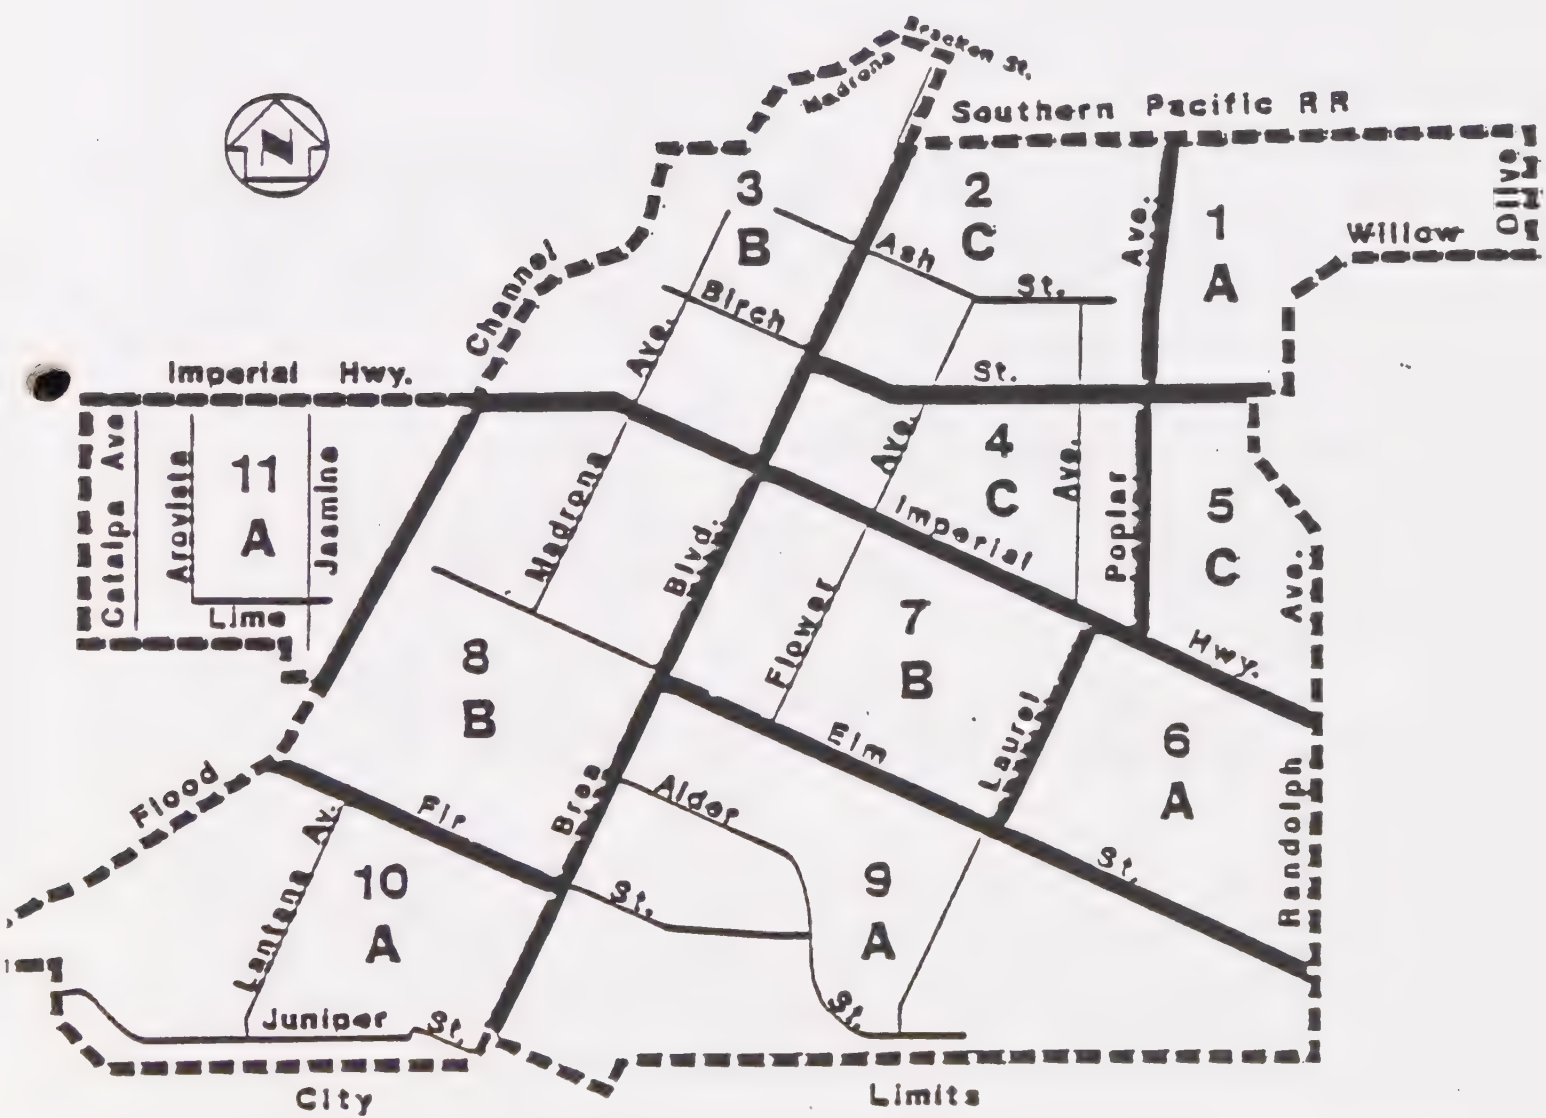 Bracken St.
Madrona
Southern Pacific RR
N
Olive
Willow
3
B
2
C
1
A
Ave.
Ash St.
Channel
Birch St.
Ave.
Imperial Hwy.
Catalpa Ave
Arovista
11
A
Jasmine
Lime
Madrona
Blvd.
Ave.
4
C
Ave.
Poplar
5
C
Ave.
Imperial Hwy.
Flower
7
B
8
B
Laurel
6
A
Elm St.
Randolph
Flood
Fir St.
Brea
Alder St.
Lantana Av.
10
A
9
A
Juniper St.
City Limits